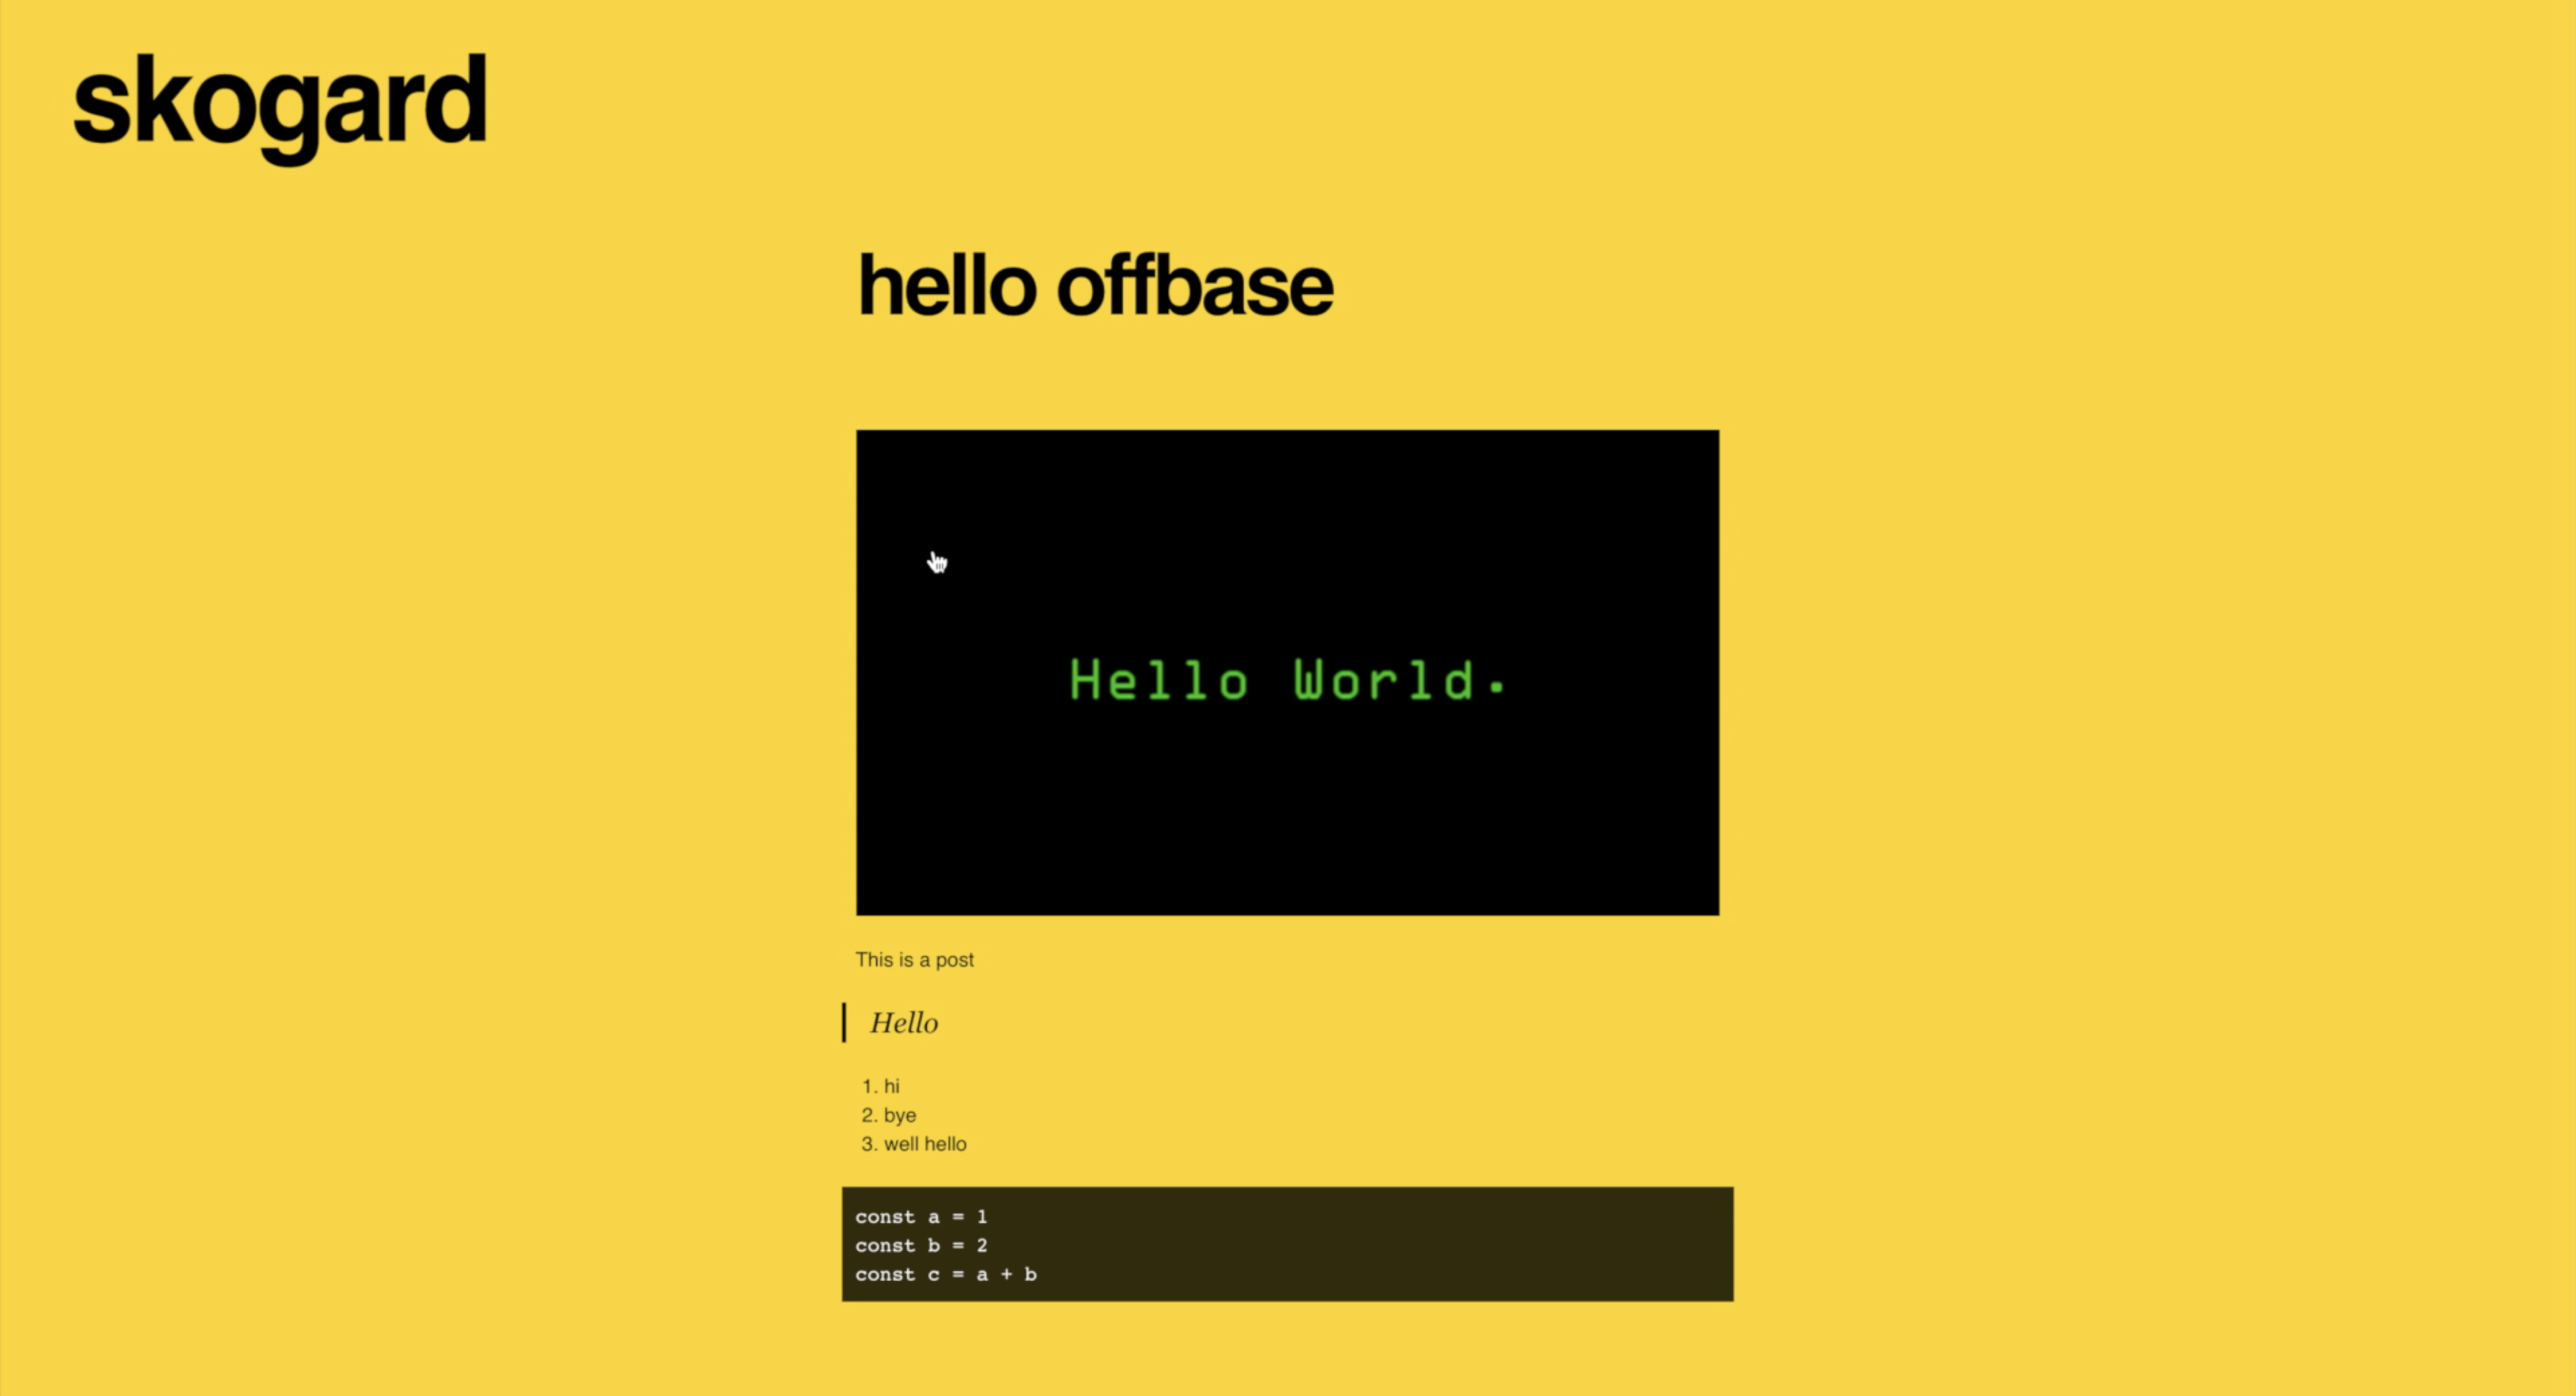 skogard
hello offbase
Hello World.
This is a post
Hello
1. hi
2. bye
3. well hello
const a = 1
const b = 2
const c = a + b